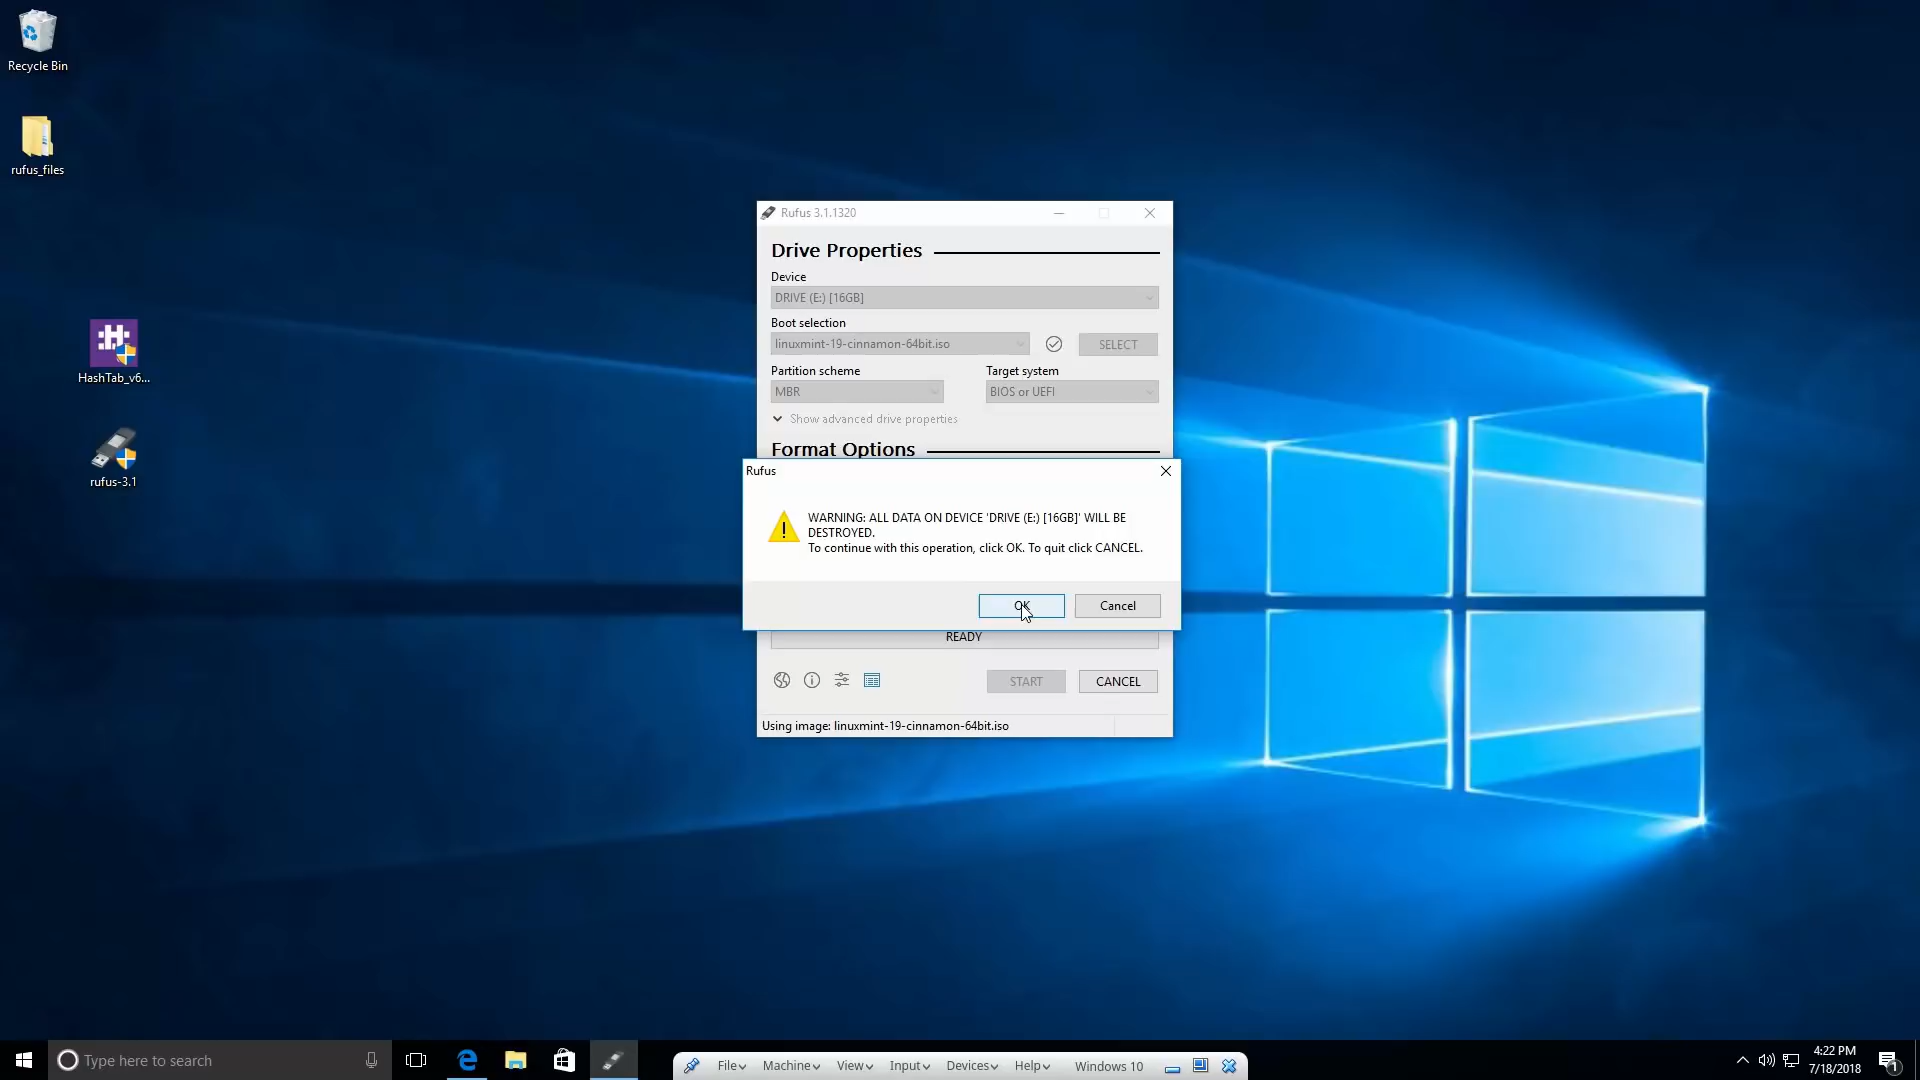 Recycle Bin
rufus_files
HashTab_v6...
rufus-3.1
Rufus 3.1.1320
Drive Properties
Device
DRIVE (E:) [16GB]
Boot selection
linuxmint-19-cinnamon-64bit.iso
SELECT
Partition scheme
Target system
MBR
BIOS or UEFI
Show advanced drive properties
Format Options
Rufus
WARNING: ALL DATA ON DEVICE 'DRIVE (E:) [16GB]' WILL BE
DESTROYED.
To continue with this operation, click OK. To quit click CANCEL.
OK
Cancel
READY
START
CANCEL
Using image: linuxmint-19-cinnamon-64bit.iso
Type here to search
File
Machine
View
Input
Devices
Help
Windows 10
4:22 PM
7/18/2018
1